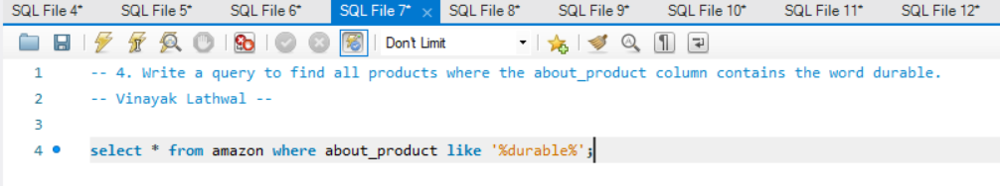 SQL File 4* SQL File 5* SQL File 6* SQL File 7* SQL File 8* SQL File 9* SQL File 10* SQL File 11* SQL File 12*
Don't Limit
1 -- 4. Write a query to find all products where the about_product column contains the word durable.
2 -- Vinayak Lathwal --
3
4 select * from amazon where about_product like '%durable%';